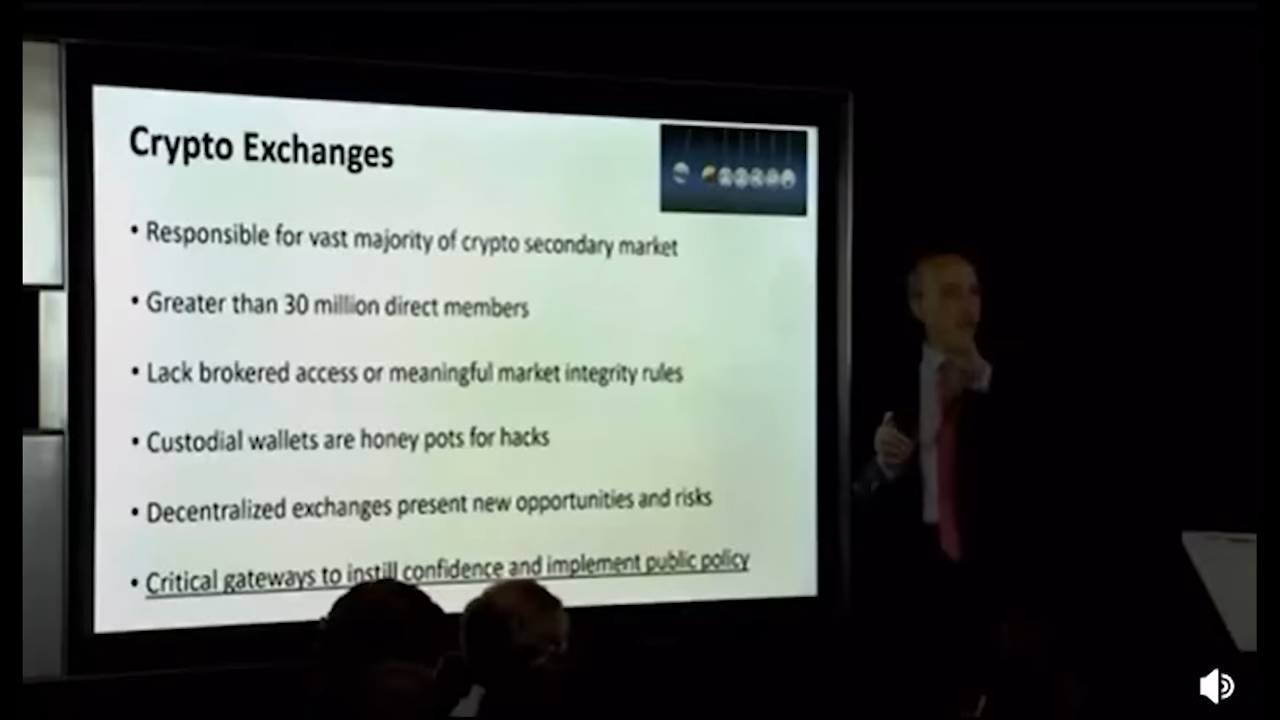 Crypto Exchanges
• Responsible for vast majority of crypto secondary market
• Greater than 30 million direct members
• Lack brokered access or meaningful market integrity rules
• Custodial wallets are honey pots for hacks
• Decentralized exchanges present new opportunities and risks
• Critical gateways to instill confidence and implement public policy